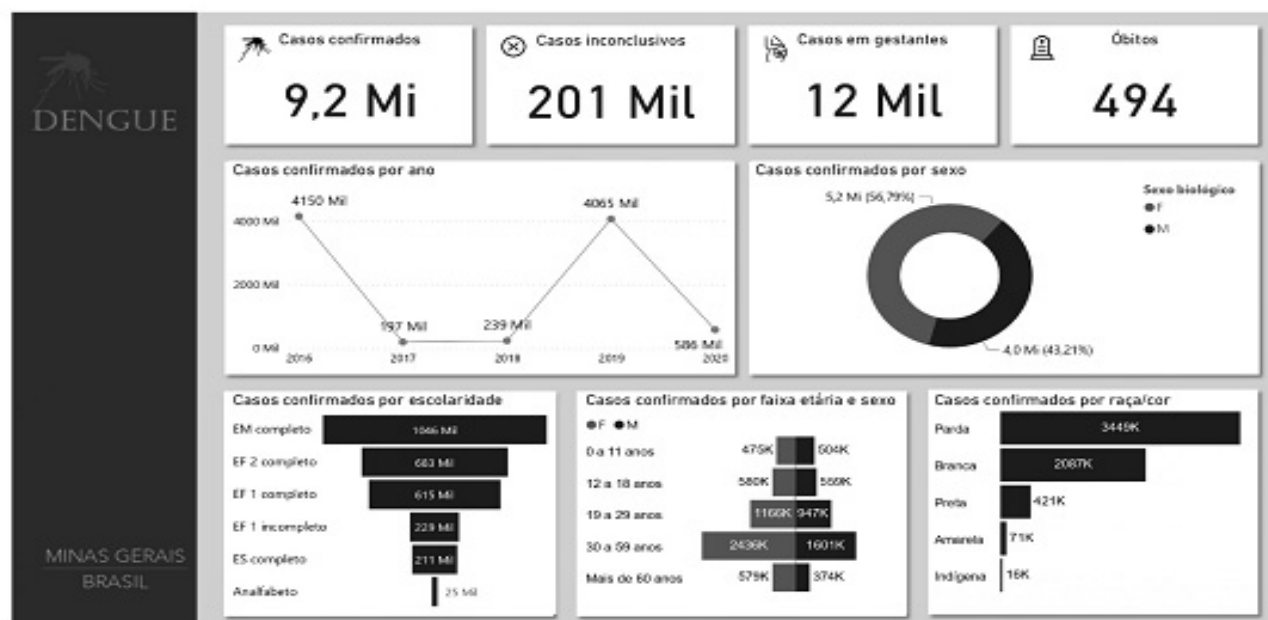 DENGUE
MINAS GERAIS
BRASIL
Casos confirmados
9,2 Mi
Casos inconclusivos
201 Mil
Casos em gestantes
12 Mil
Óbitos
494
Casos confirmados por ano
4150 Mil
4065 Mil
4000 Mil
2000 Mil
197 Mil
239 Mil
586 Mil
0 Mil
2016
2017
2018
2019
2020
Casos confirmados por sexo
5,2 Mi (56,79%)
4,0 Mi (43,21%)
Sexo biológico
F
M
Casos confirmados por escolaridade
EM completo 1046 Mil
EF 2 completo 683 Mil
EF 1 completo 615 Mil
EF 1 incompleto 229 Mil
ES completo 211 Mil
Analfabeto 25 Mil
Casos confirmados por faixa etária e sexo
F M
0 a 11 anos 475K 504K
12 a 18 anos 580K 559K
19 a 29 anos 1166K 947K
30 a 59 anos 2436K 1601K
Mais de 60 anos 579K 374K
Casos confirmados por raça/cor
Parda 3449K
Branca 2087K
Preta 421K
Amarela 71K
Indígena 16K